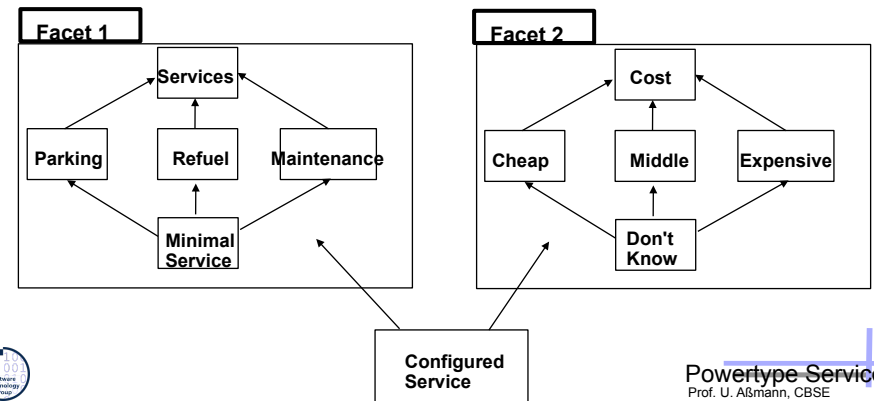 Facet 1
Facet 2
Services
Cost
Parking
Refuel
Maintenance
Cheap
Middle
Expensive
Minimal
Service
Don't
Know
Configured
Service
Powertype Service
Prof. U. Aßmann, CBSE